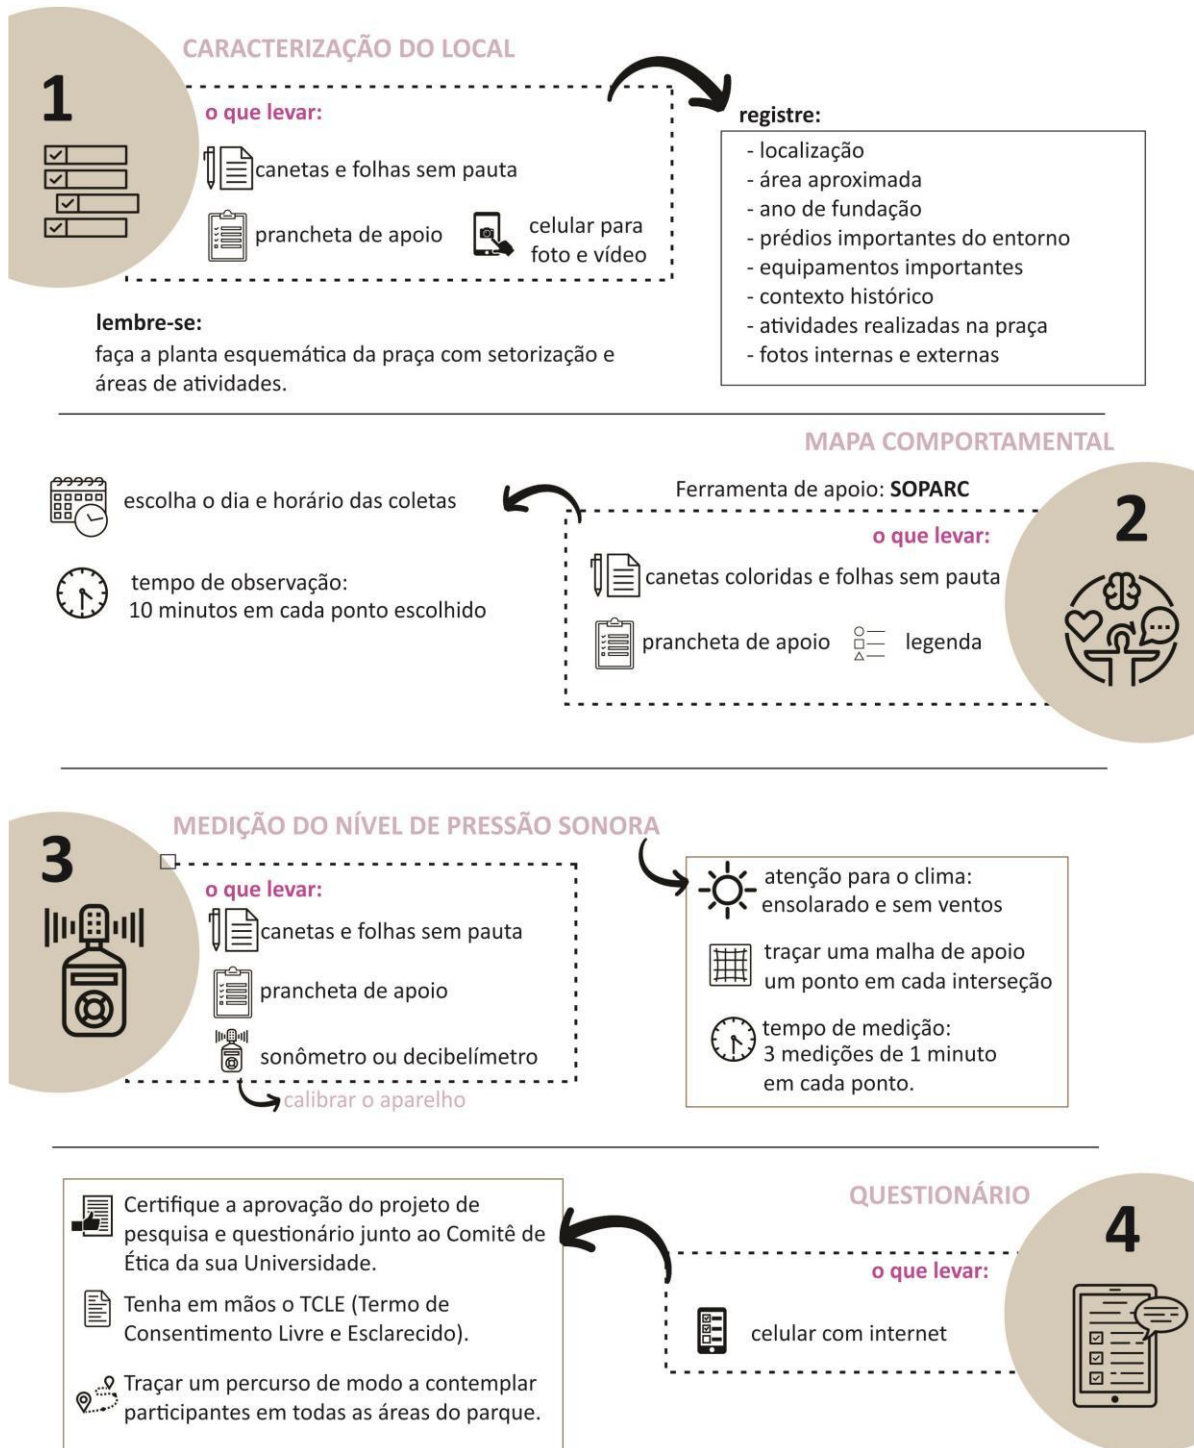 CARACTERIZAÇÃO DO LOCAL
1
o que levar:
canetas e folhas sem pauta
prancheta de apoio
celular para
foto e vídeo
registre:
- localização
- área aproximada
- ano de fundação
- prédios importantes do entorno
- equipamentos importantes
- contexto histórico
- atividades realizadas na praça
- fotos internas e externas
lembre-se:
faça a planta esquemática da praça com setorização e
áreas de atividades.
MAPA COMPORTAMENTAL
2
Ferramenta de apoio: SOPARC
o que levar:
canetas coloridas e folhas sem pauta
prancheta de apoio
legenda
escolha o dia e horário das coletas
tempo de observação:
10 minutos em cada ponto escolhido
MEDIÇÃO DO NÍVEL DE PRESSÃO SONORA
3
o que levar:
canetas e folhas sem pauta
prancheta de apoio
sonômetro ou decibelímetro
calibrar o aparelho
atenção para o clima:
ensolarado e sem ventos
traçar uma malha de apoio
um ponto em cada interseção
tempo de medição:
3 medições de 1 minuto
em cada ponto.
QUESTIONÁRIO
4
o que levar:
celular com internet
Certifique a aprovação do projeto de
pesquisa e questionário junto ao Comitê de
Ética da sua Universidade.
Tenha em mãos o TCLE (Termo de
Consentimento Livre e Esclarecido).
Traçar um percurso de modo a contemplar
participantes em todas as áreas do parque.